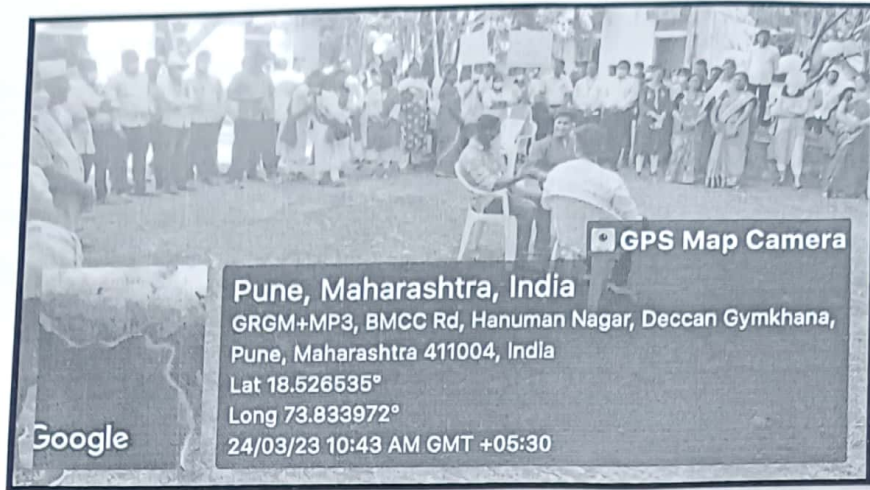 GPS Map Camera
Pune, Maharashtra, India
GRGM+MP3, BMCC Rd, Hanuman Nagar, Deccan Gymkhana,
Pune, Maharashtra 411004, India
Lat 18.526535°
Long 73.833972°
24/03/23 10:43 AM GMT +05:30
Google